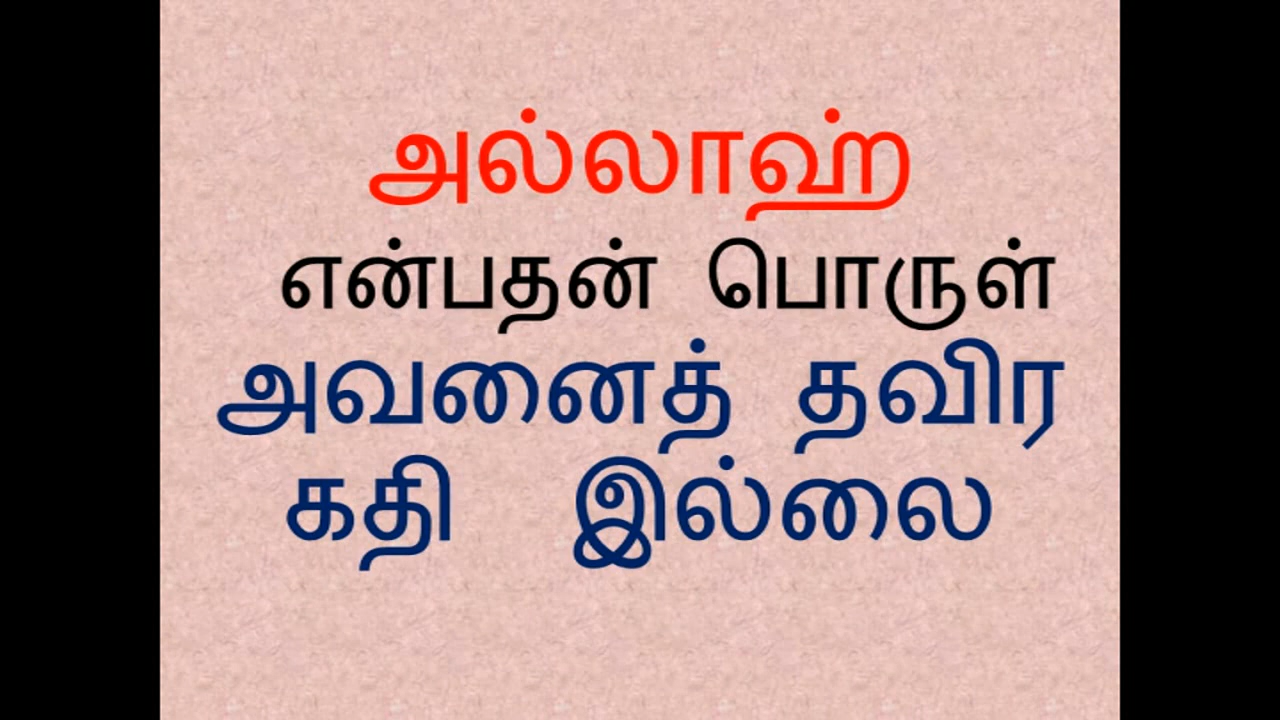 அல்லாஹ்
என்பதன் பொருள்
அவனைத் தவிர
கதி இல்லை